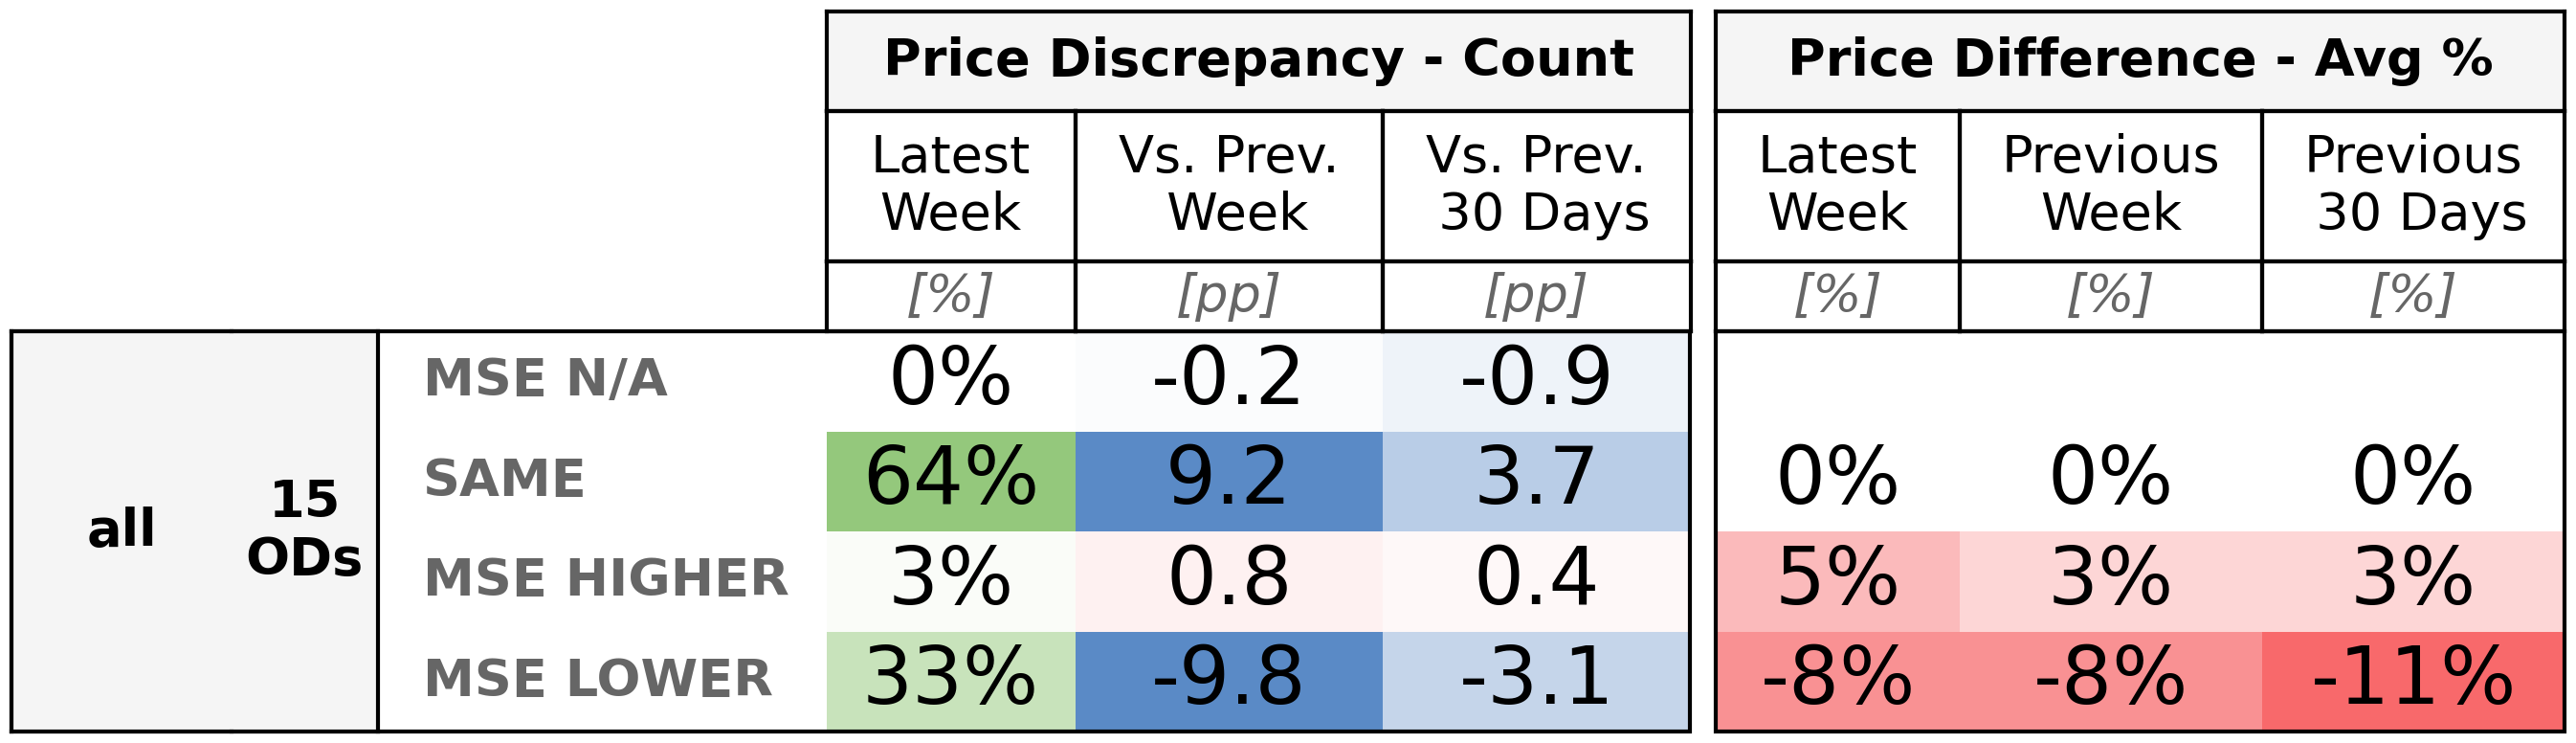 Price Discrepancy - Count Price Difference - Avg %
Latest Week Vs. Prev. Week Vs. Prev. 30 Days Latest Week Previous Week Previous 30 Days
[%] [pp] [pp] [%] [%] [%]
all 15 ODs
MSE N/A 0% -0.2 -0.9
SAME 64% 9.2 3.7 0% 0% 0%
MSE HIGHER 3% 0.8 0.4 5% 3% 3%
MSE LOWER 33% -9.8 -3.1 -8% -8% -11%